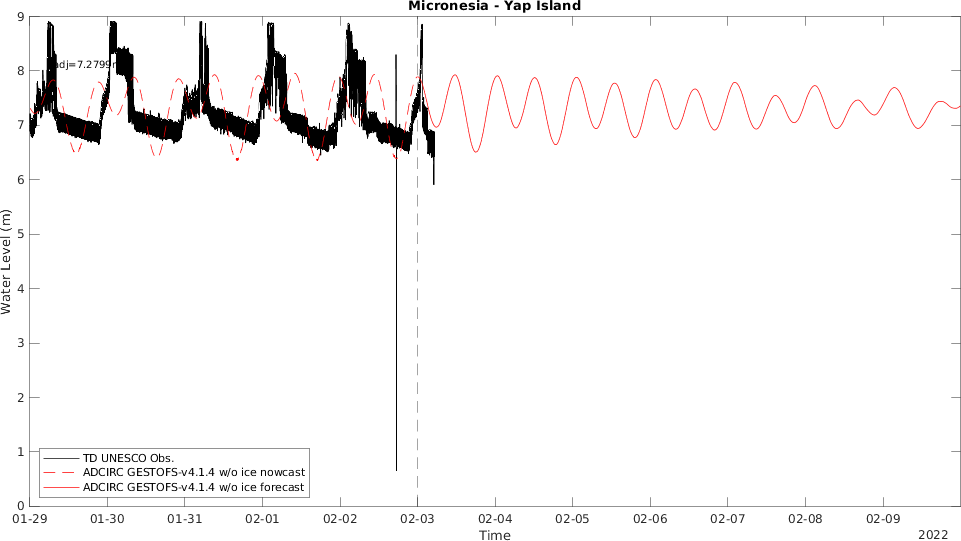 Micronesia - Yap Island
9
8
7
6
5
4
3
2
1
0
Water Level (m)
adj=7.2799m
TD UNESCO Obs.
ADCIRC GESTOFS-v4.1.4 w/o ice nowcast
ADCIRC GESTOFS-v4.1.4 w/o ice forecast
01-29 01-30 01-31 02-01 02-02 02-03 02-04 02-05 02-06 02-07 02-08 02-09
Time
2022